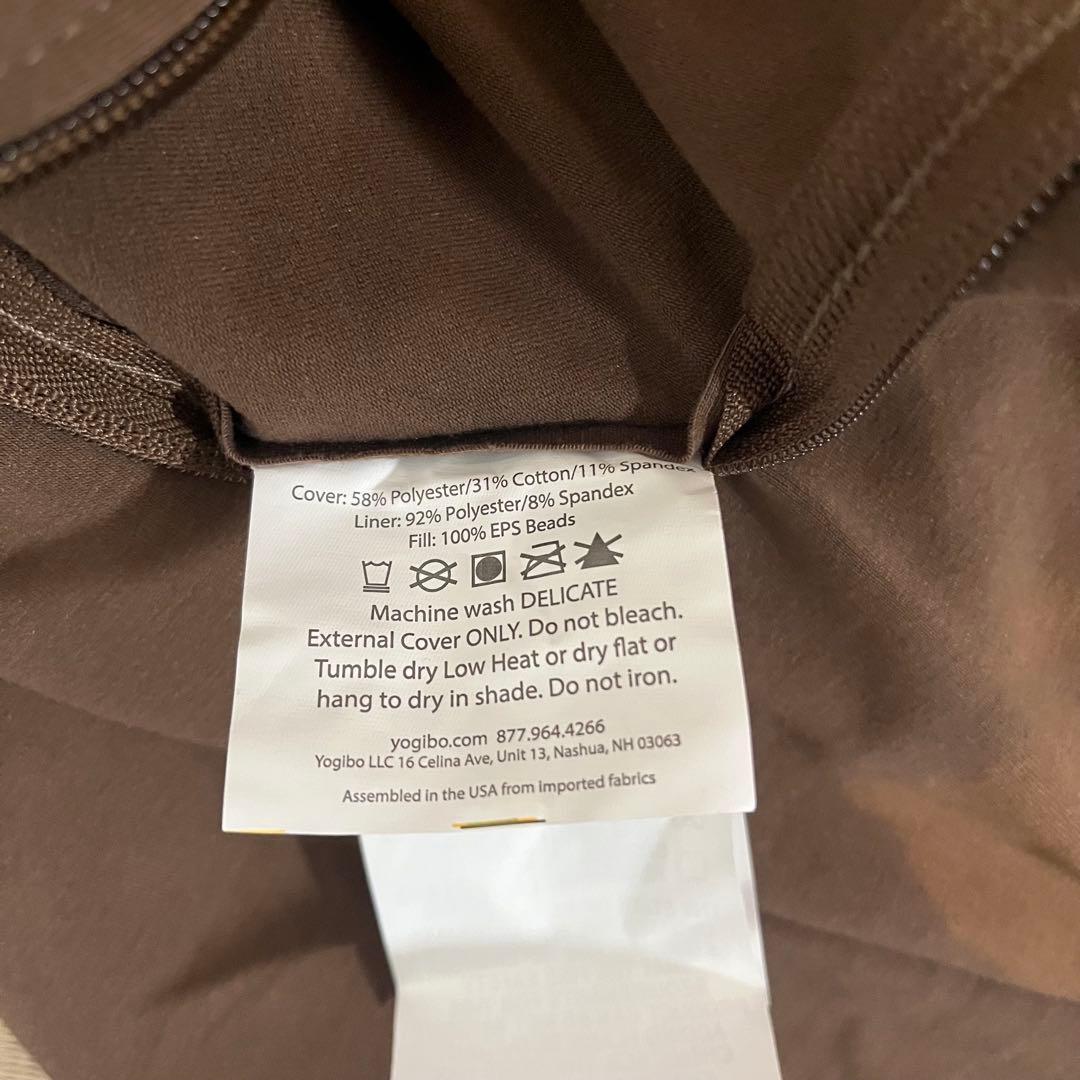 Cover: 58% Polyester/31% Cotton/11% Spandex
Liner: 92% Polyester/8% Spandex
Fill: 100% EPS Beads
Machine wash DELICATE
External Cover ONLY. Do not bleach.
Tumble dry Low Heat or dry flat or
hang to dry in shade. Do not iron.
yogibo.com 877.964.4266
Yogibo LLC 16 Celina Ave, Unit 13, Nashua, NH 03063
Assembled in the USA from imported fabrics